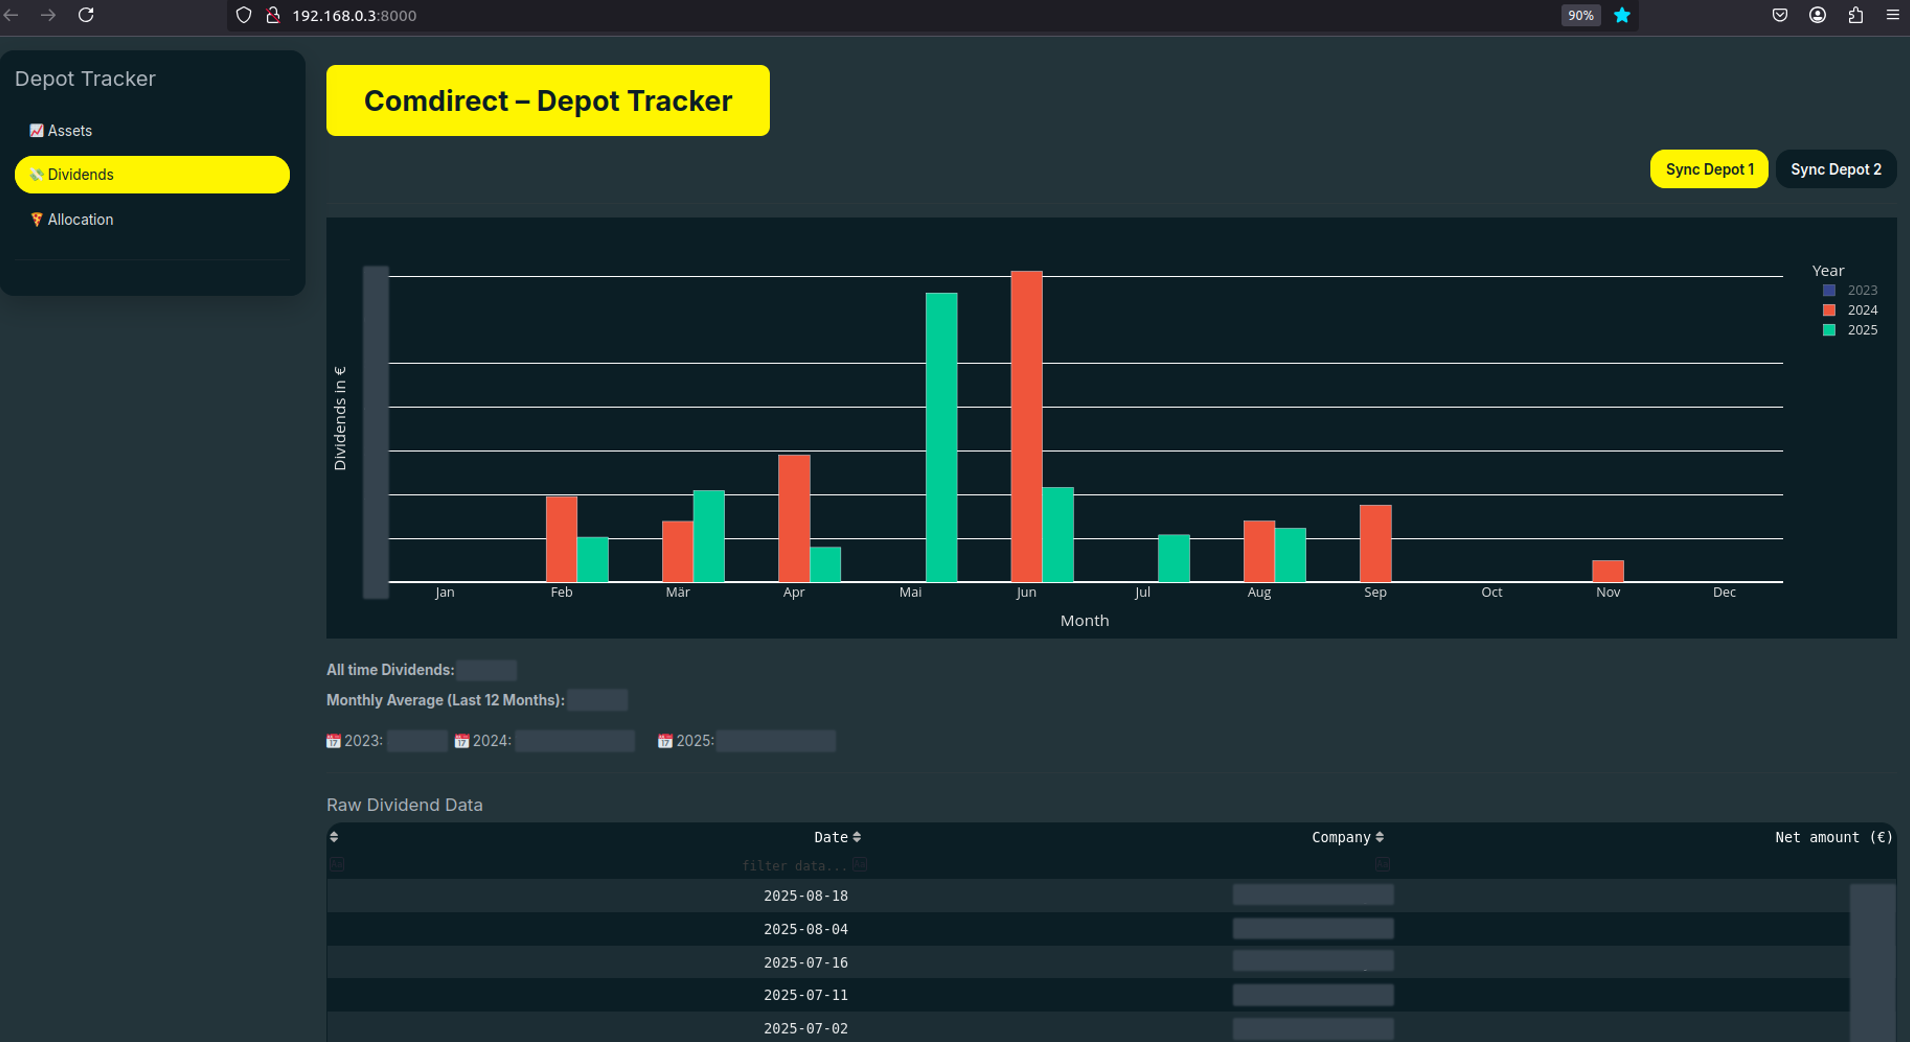 192.168.0.3:8000
90%
Depot Tracker
Assets
Dividends
Allocation
Comdirect – Depot Tracker
Sync Depot 1
Sync Depot 2
Dividends in €
Year
2023
2024
2025
Jan Feb Mär Apr Mai Jun Jul Aug Sep Oct Nov Dec
Month
All time Dividends:
Monthly Average (Last 12 Months):
2023: 2024: 2025:
Raw Dividend Data
Date Company Net amount (€)
filter data...
2025-08-18
2025-08-04
2025-07-16
2025-07-11
2025-07-02